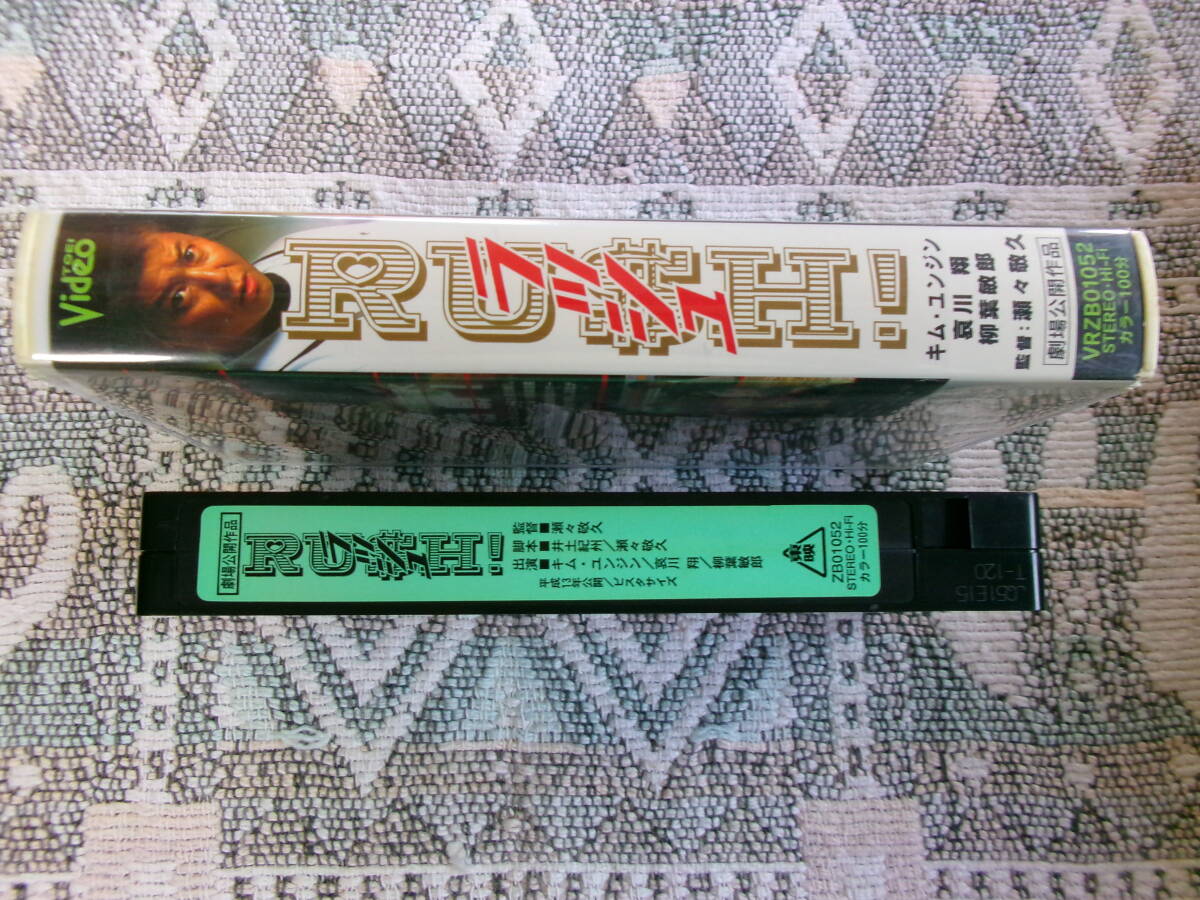 TOEI
Video
RUSH!
ラッシュ
キム・ユンジン
哀川 翔
柳葉敏郎
監督:瀬々敬久
劇場公開作品
VRZB01052
STEREO・Hi-Fi
カラー100分
劇場公開作品
RUSH!
ラッシュ
監督■瀬々敬久
脚本■井土紀州/瀬々敬久
出演■キム・ユンジン/哀川 翔/柳葉敏郎
平成13年公開/ビスタサイズ
東映
ZB01052
STEREO・Hi-Fi
カラー100分
T-120